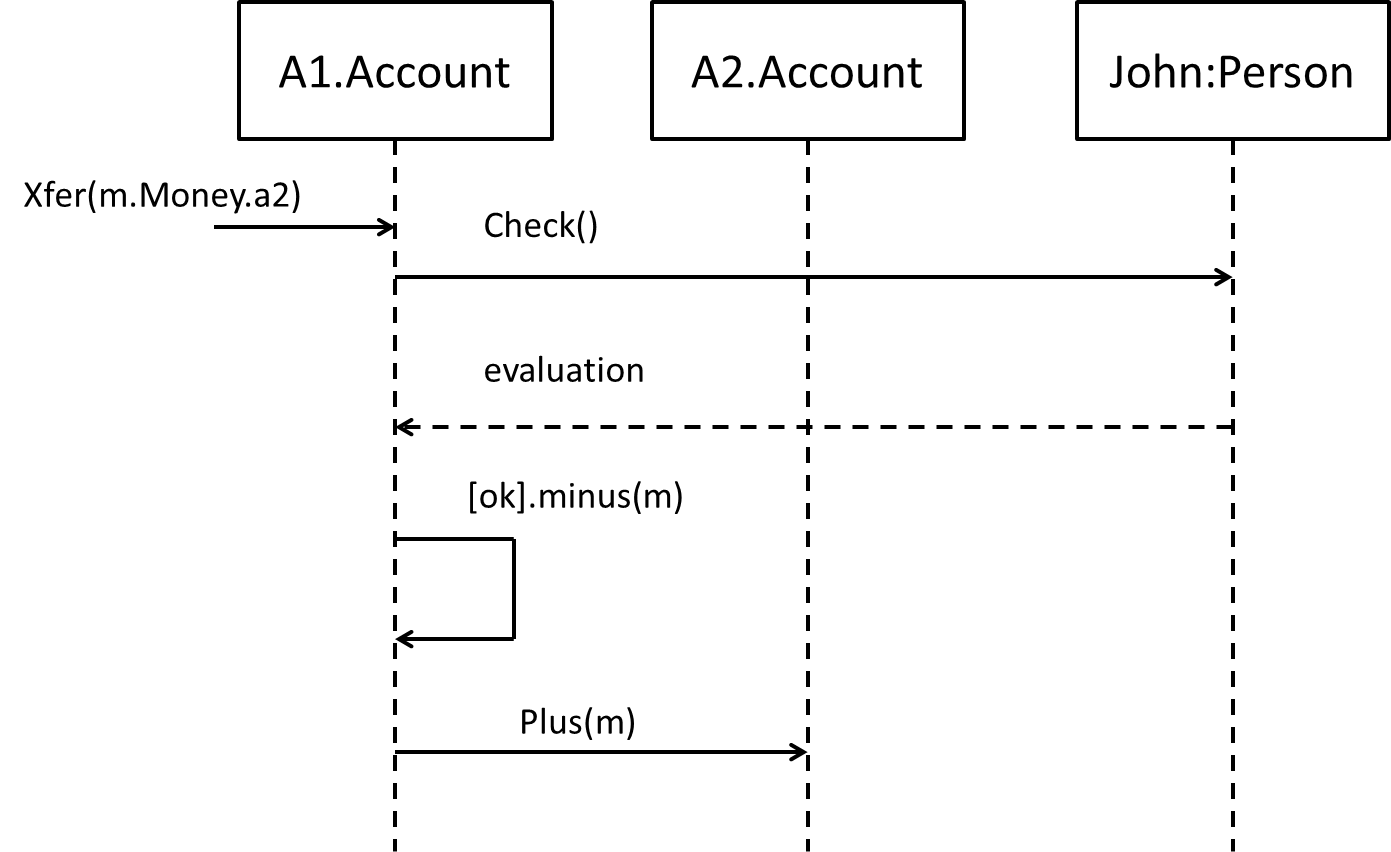 A1.Account
A2.Account
John:Person
Xfer(m.Money.a2)
Check()
evaluation
[ok].minus(m)
Plus(m)